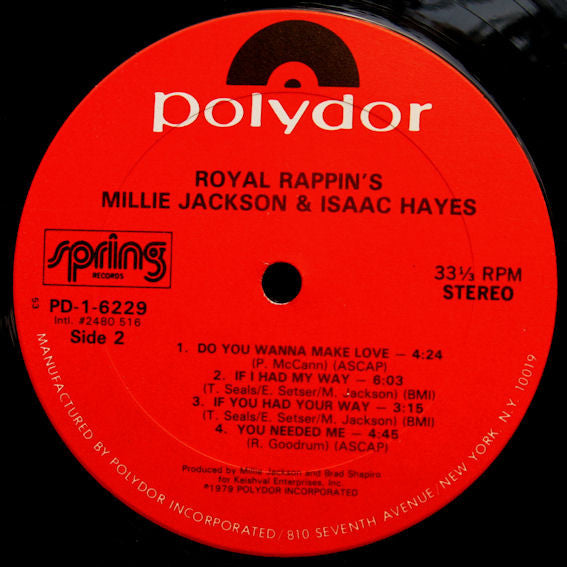 polydor
ROYAL RAPPIN'S
MILLIE JACKSON & ISAAC HAYES
spring
RECORDS
33⅓ RPM
STEREO
53
PD-1-6229
Intl. #2480 516
Side 2
1. DO YOU WANNA MAKE LOVE — 4:24
(P. McCann) (ASCAP)
2. IF I HAD MY WAY — 6:03
(T. Seals/E. Setser/M. Jackson) (BMI)
3. IF YOU HAD YOUR WAY — 3:15
(T. Seals/E. Setser/M. Jackson) (BMI)
4. YOU NEEDED ME — 4:45
(R. Goodrum) (ASCAP)
Produced by Millie Jackson and Brad Shapiro
for Keishval Enterprises, Inc.
℗1979 POLYDOR INCORPORATED
MANUFACTURED BY POLYDOR INCORPORATED/810 SEVENTH AVENUE/NEW YORK, N.Y. 10019